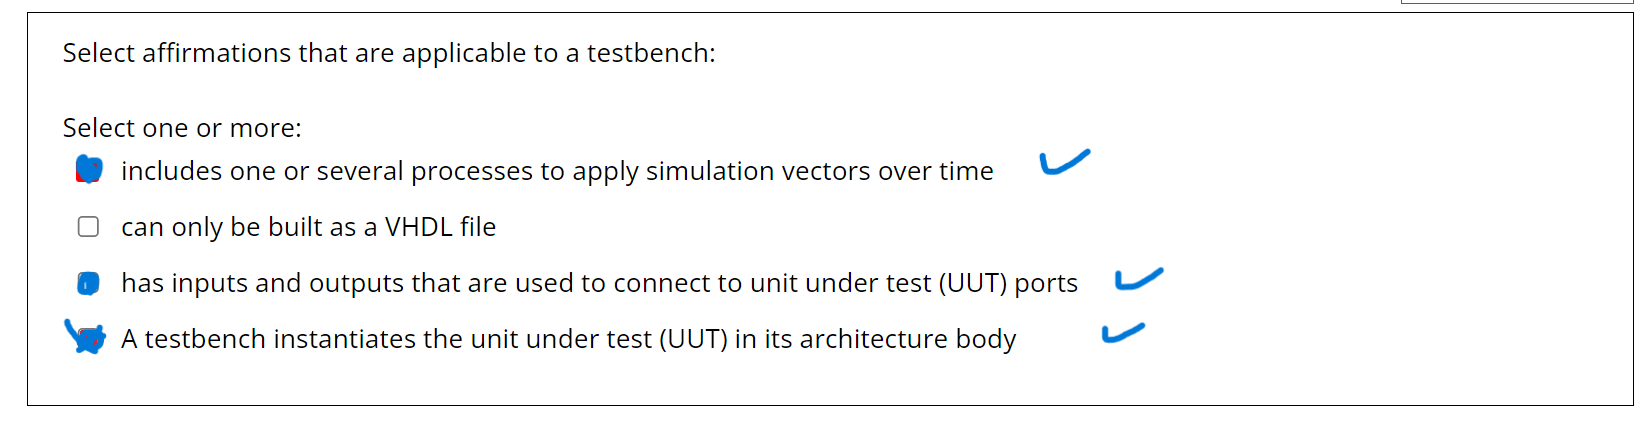 Select affirmations that are applicable to a testbench:
Select one or more:
includes one or several processes to apply simulation vectors over time
can only be built as a VHDL file
has inputs and outputs that are used to connect to unit under test (UUT) ports
A testbench instantiates the unit under test (UUT) in its architecture body